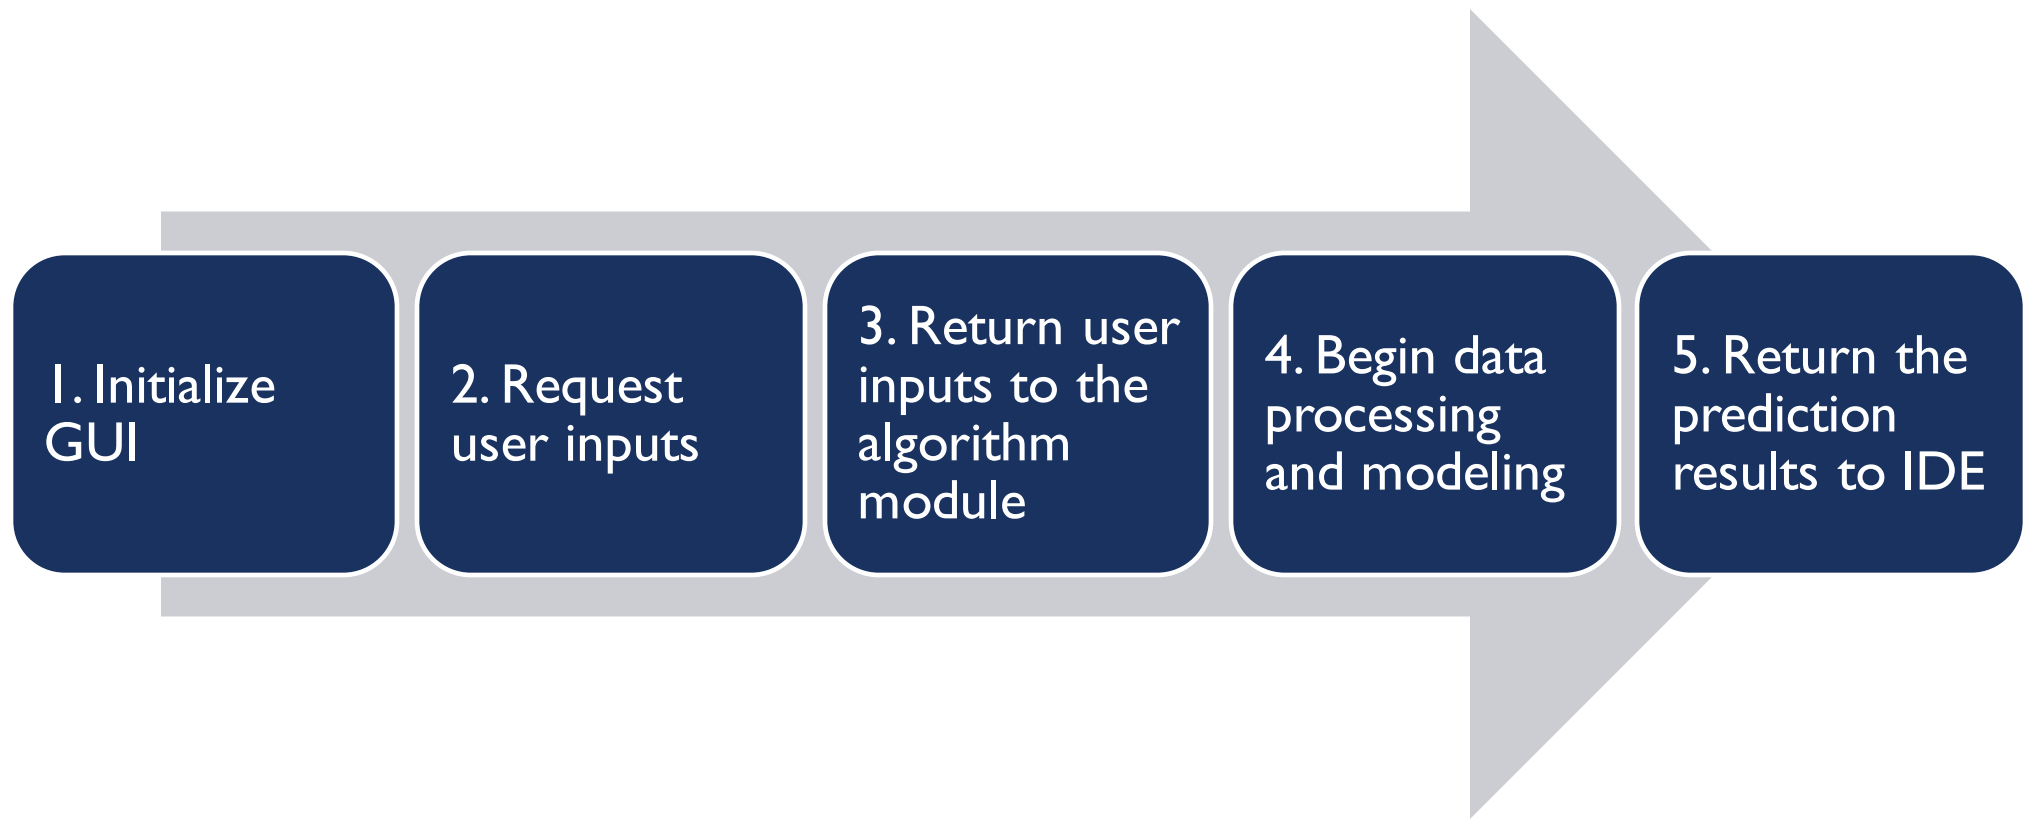 1. Initialize
GUI
2. Request
user inputs
3. Return user
inputs to the
algorithm
module
4. Begin data
processing
and modeling
5. Return the
prediction
results to IDE